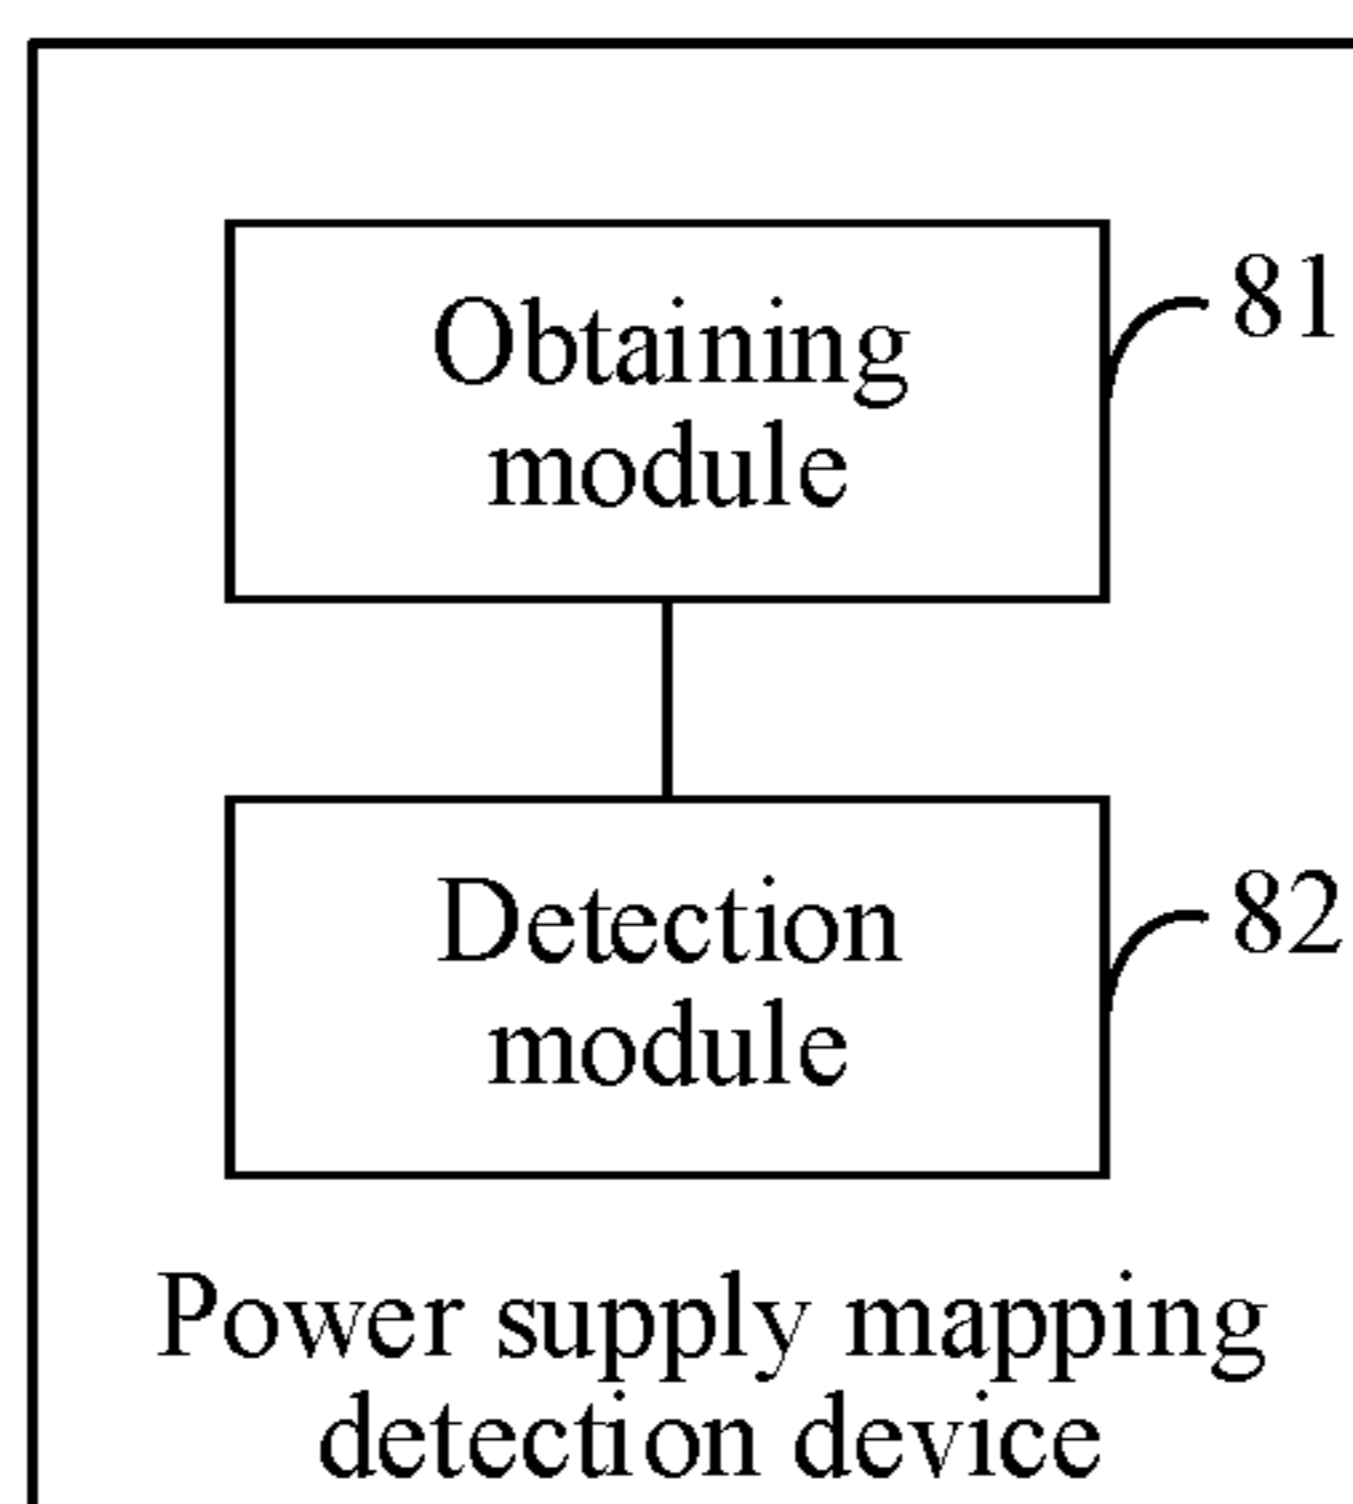 Obtaining
module
81
Detection
module
82
Power supply mapping
detection device